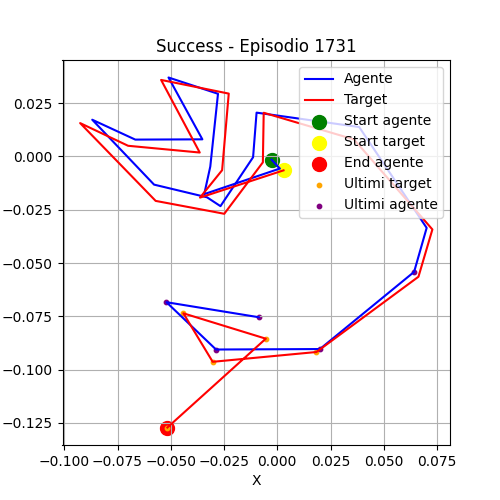 Success - Episodio 1731
Agente
Target
Start agente
Start target
End agente
Ultimi target
Ultimi agente
0.025
0.000
−0.025
−0.050
−0.075
−0.100
−0.125
−0.100 −0.075 −0.050 −0.025 0.000 0.025 0.050 0.075
X